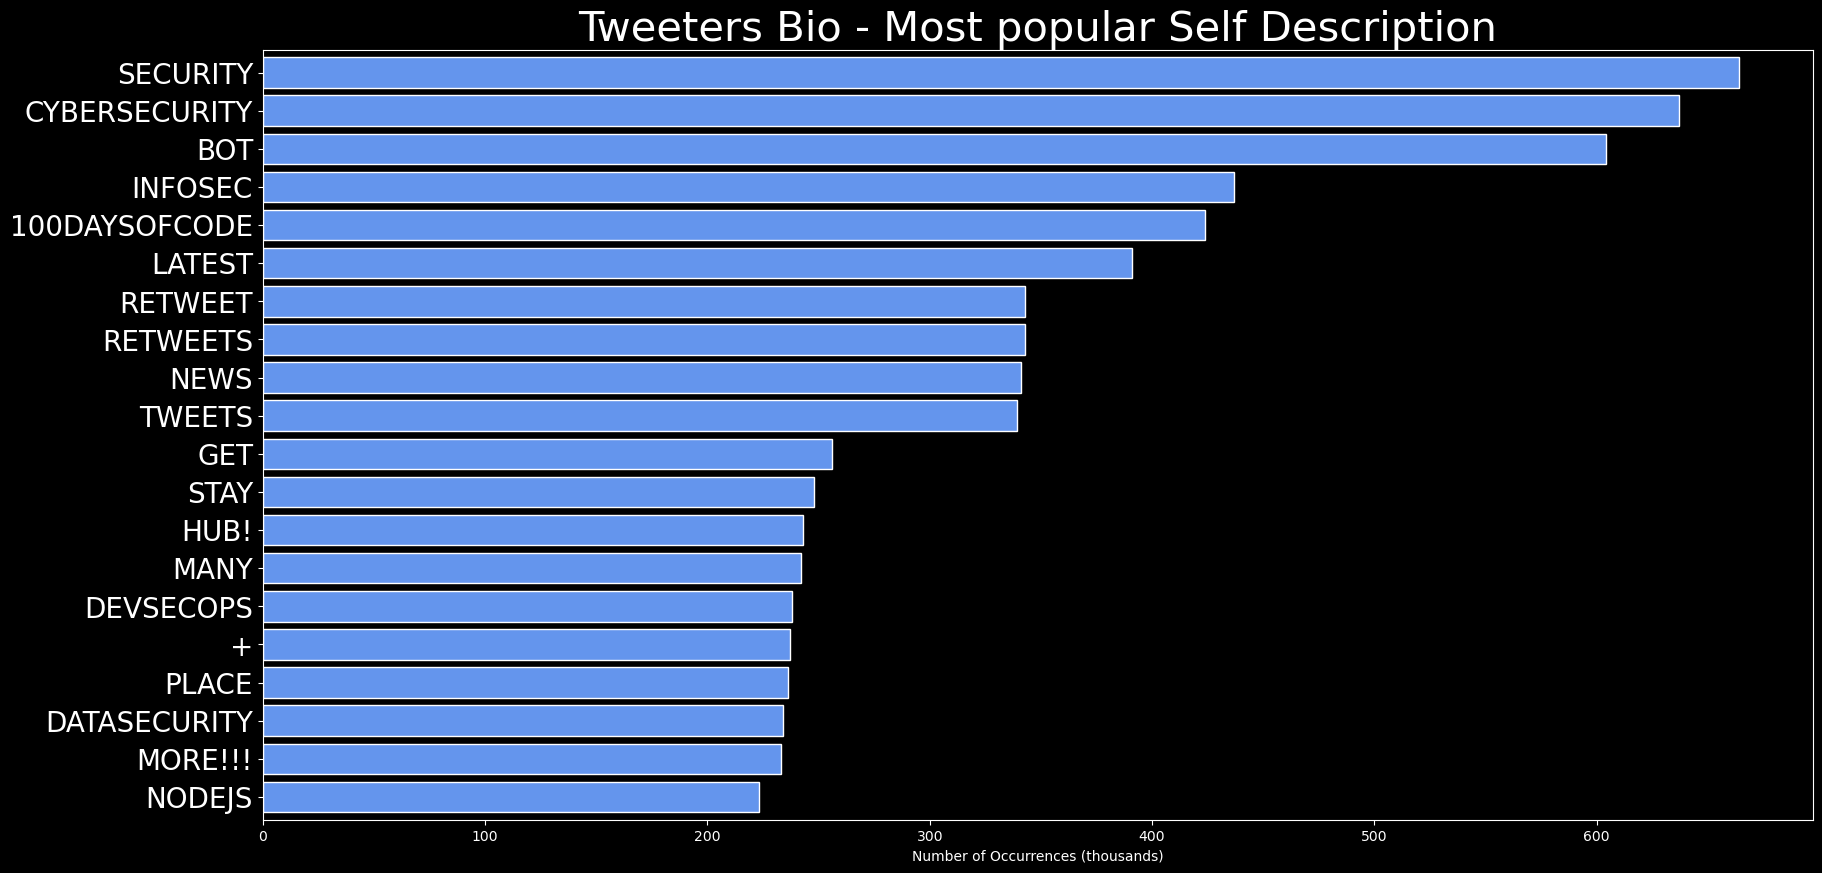 Tweeters Bio - Most popular Self Description
SECURITY
CYBERSECURITY
BOT
INFOSEC
100DAYSOFCODE
LATEST
RETWEET
RETWEETS
NEWS
TWEETS
GET
STAY
HUB!
MANY
DEVSECOPS
+
PLACE
DATASECURITY
MORE!!!
NODEJS
0 100 200 300 400 500 600
Number of Occurrences (thousands)